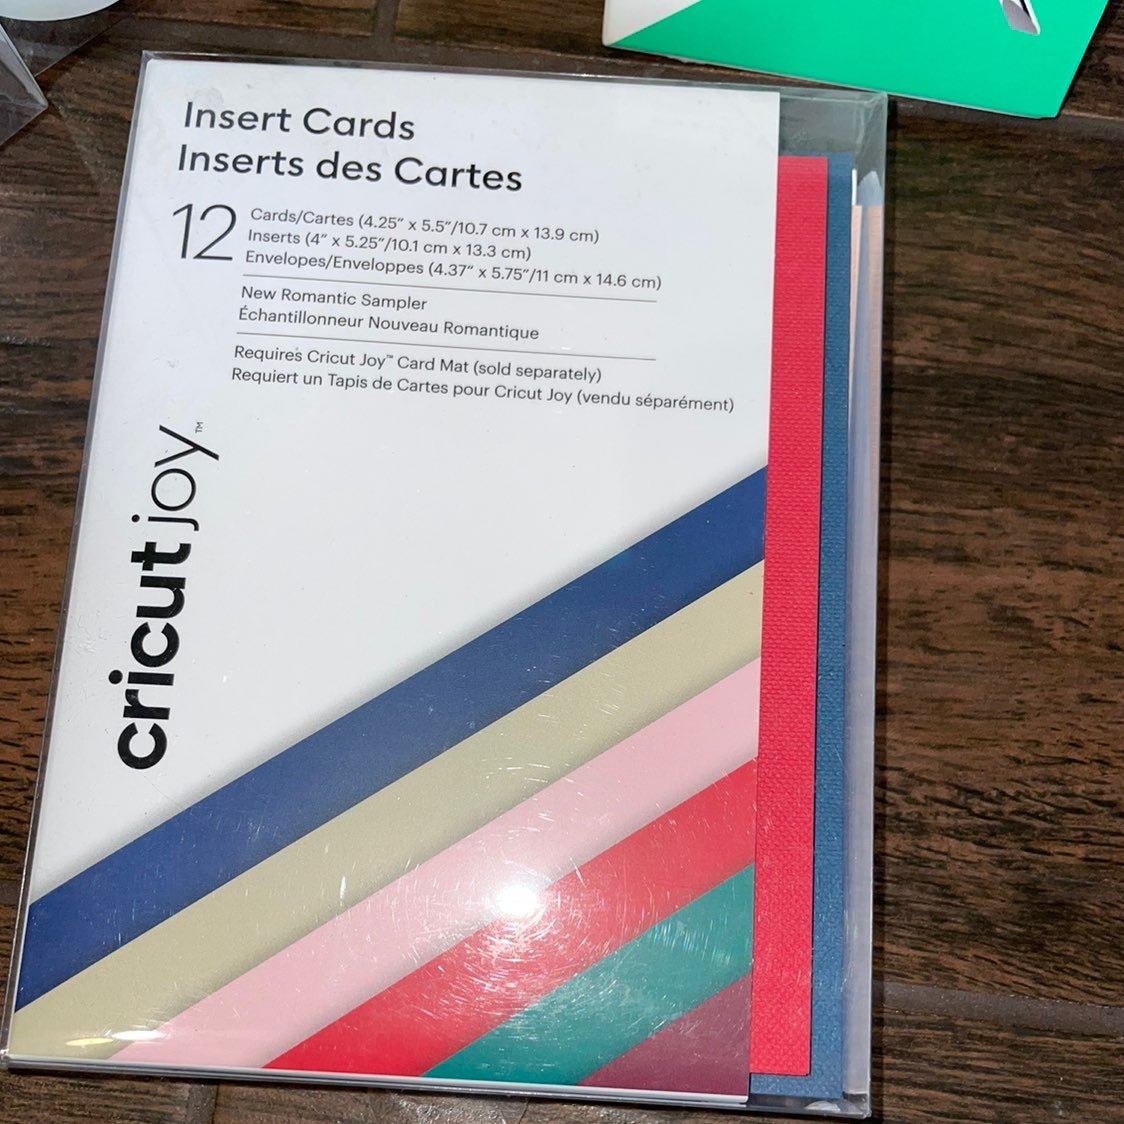 Insert Cards
Inserts des Cartes
12
Cards/Cartes (4.25" x 5.5"/10.7 cm x 13.9 cm)
Inserts (4" x 5.25"/10.1 cm x 13.3 cm)
Envelopes/Enveloppes (4.37" x 5.75"/11 cm x 14.6 cm)
New Romantic Sampler
Échantillonneur Nouveau Romantique
Requires Cricut Joy™ Card Mat (sold separately)
Requiert un Tapis de Cartes pour Cricut Joy (vendu séparément)
cricut joy™